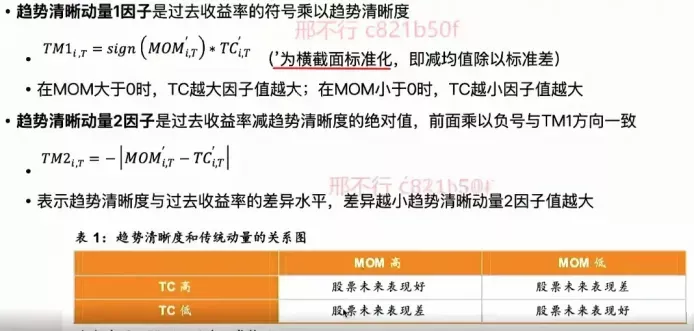 邢不行 c821b50f
• 趋势清晰动量1因子是过去收益率的符号乘以趋势清晰度
• TM1_{i,T} = sign (MOM'_{i,T}) * TC'_{i,T} （'为横截面标准化，即减均值除以标准差）
• 在MOM大于0时，TC越大因子值越大；在MOM小于0时，TC越小因子值越大
• 趋势清晰动量2因子是过去收益率减趋势清晰度的绝对值，前面乘以负号与TM1方向一致
• TM2_{i,T} = −|MOM'_{i,T} − TC'_{i,T}|
邢不行 c821b50f
• 表示趋势清晰度与过去收益率的差异水平，差异越小趋势清晰动量2因子值越大
表 1：趋势清晰度和传统动量的关系图
MOM 高 MOM 低
TC 高 股票未来表现好 股票未来表现差
TC 低 股票未来表现差 股票未来表现好